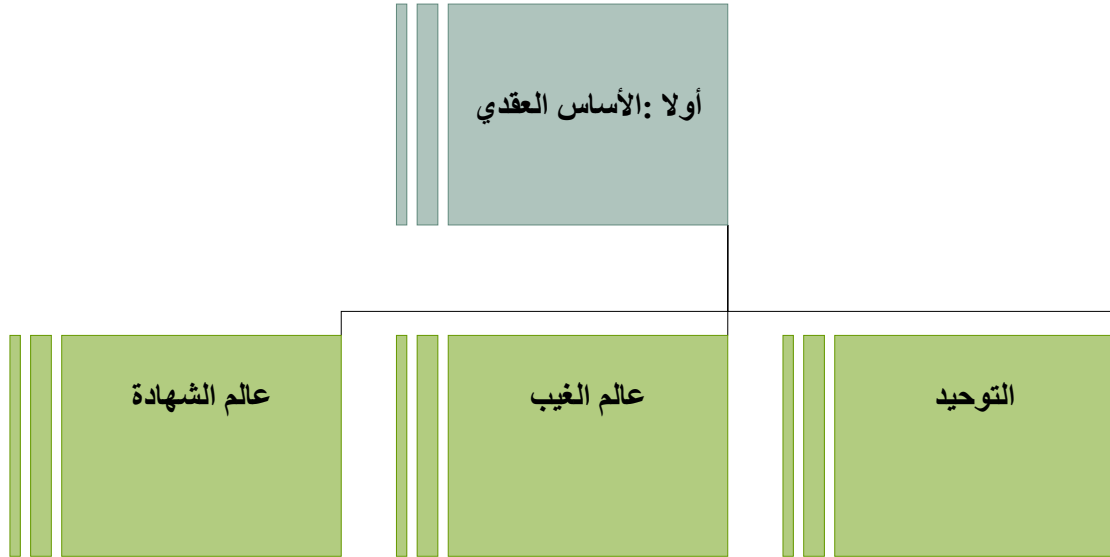 أولا :الأساس العقدي
التوحيد
عالم الغيب
عالم الشهادة